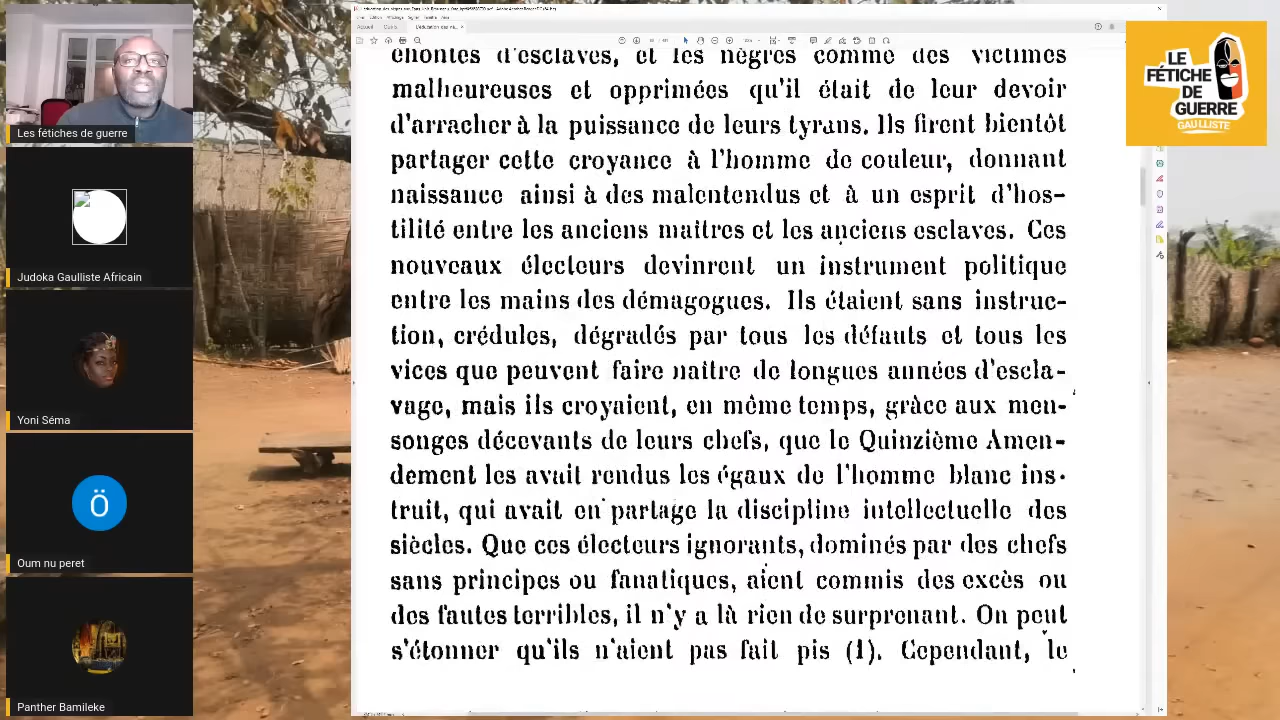 Les fétiches de guerre
Judoka Gaulliste Africain
Yoni Séma
Oum nu peret
Panther Bamileke
Ö
LE
FÉTICHE
DE
GUERRE
GAULLISTE
Accueil
Outils
éhontés d'esclaves, et les nègres comme des victimes
malheureuses et opprimées qu'il était de leur devoir
d'arracher à la puissance de leurs tyrans. Ils firent bientôt
partager cette croyance à l'homme de couleur, donnant
naissance ainsi à des malentendus et à un esprit d'hos-
tilité entre les anciens maîtres et les anciens esclaves. Ces
nouveaux électeurs devinrent un instrument politique
entre les mains des démagogues. Ils étaient sans instruc-
tion, crédules, dégradés par tous les défauts et tous les
vices que peuvent faire naître de longues années d'escla-
vage, mais ils croyaient, en même temps, grâce aux men-
songes décevants de leurs chefs, que le Quinzième Amen-
dement les avait rendus les égaux de l'homme blanc ins-
truit, qui avait en partage la discipline intellectuelle des
siècles. Que ces électeurs ignorants, dominés par des chefs
sans principes ou fanatiques, aient commis des excès ou
des fautes terribles, il n'y a là rien de surprenant. On peut
s'étonner qu'ils n'aient pas fait pis (1). Cependant, le